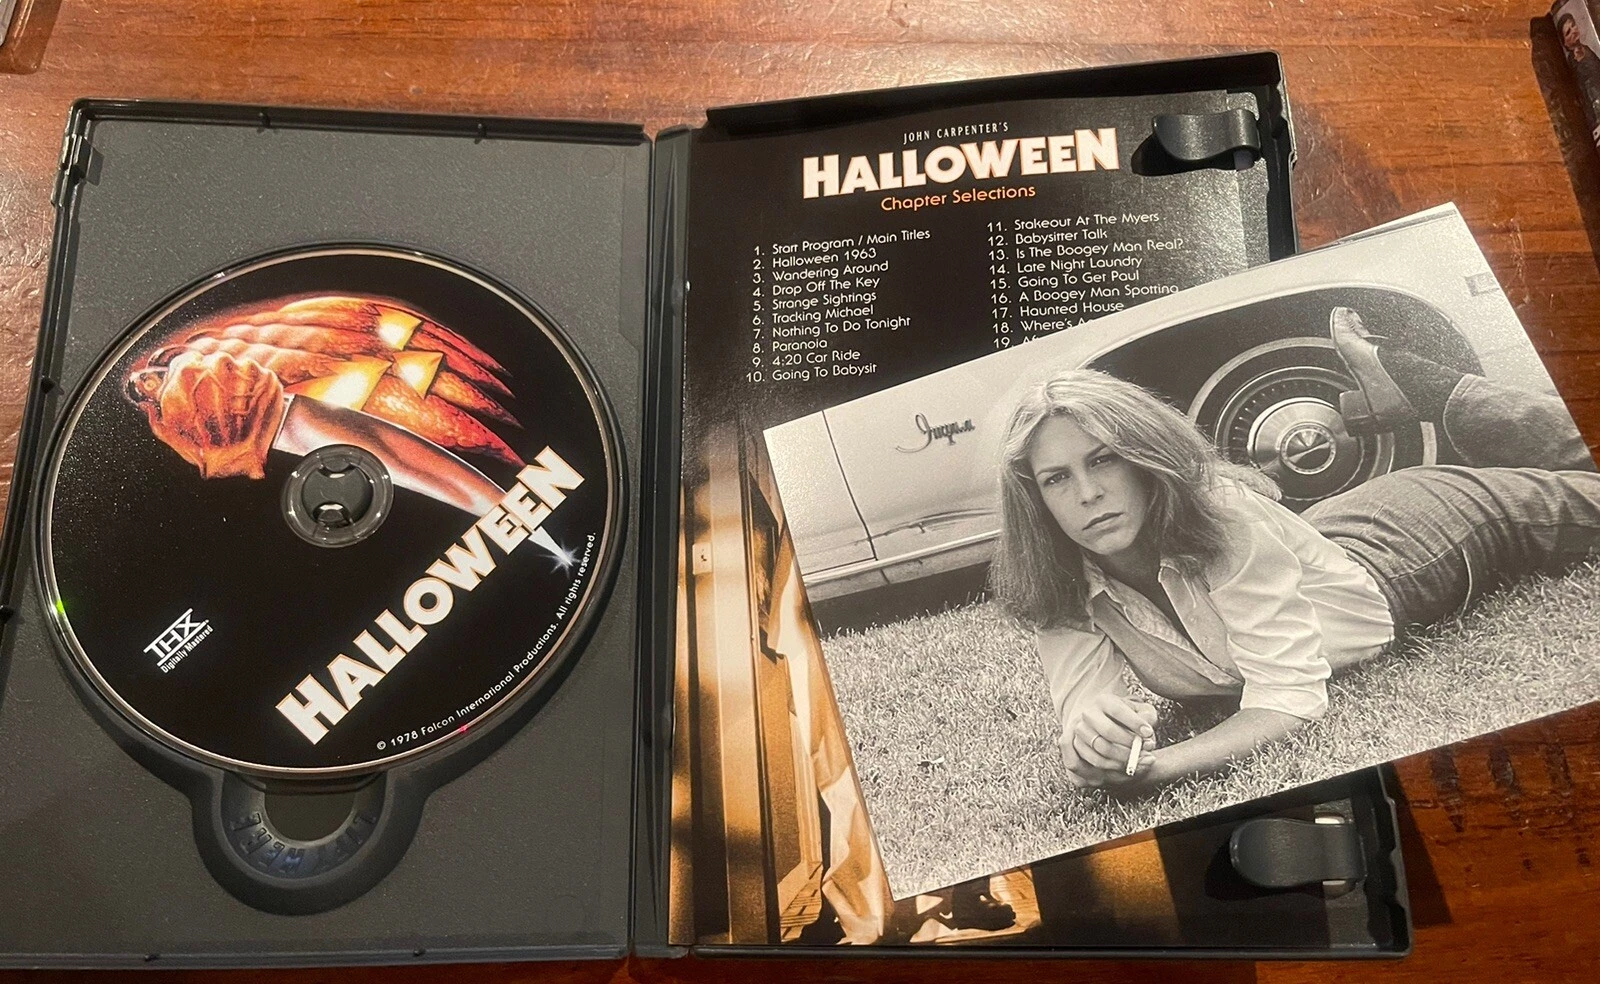 HALLOWEEN
THX
Digitally Mastered
© 1978 Falcon International Productions. All rights reserved.
JOHN CARPENTER'S
HALLOWEEN
Chapter Selections
1. Start Program / Main Titles
2. Halloween 1963
3. Wandering Around
4. Drop Off The Key
5. Strange Sightings
6. Tracking Michael
7. Nothing To Do Tonight
8. Paranoia
9. 4:20 Car Ride
10. Going To Babysit
11. Stakeout At The Myers
12. Babysitter Talk
13. Is The Boogey Man Real?
14. Late Night Laundry
15. Going To Get Paul
16. A Boogey Man Spotting
17. Haunted House
18. Where's
19.